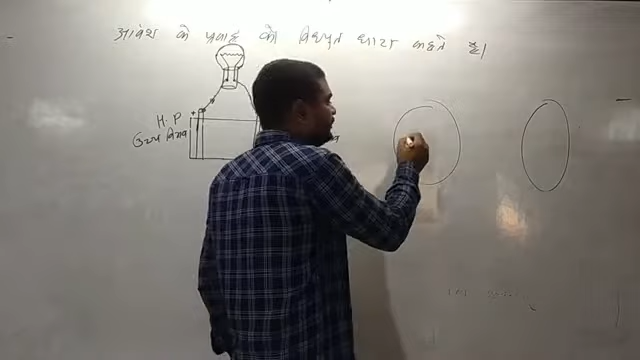 आवेश के प्रवाह को विद्युत धारा कहते है।
+
H.P
उच्च विभव